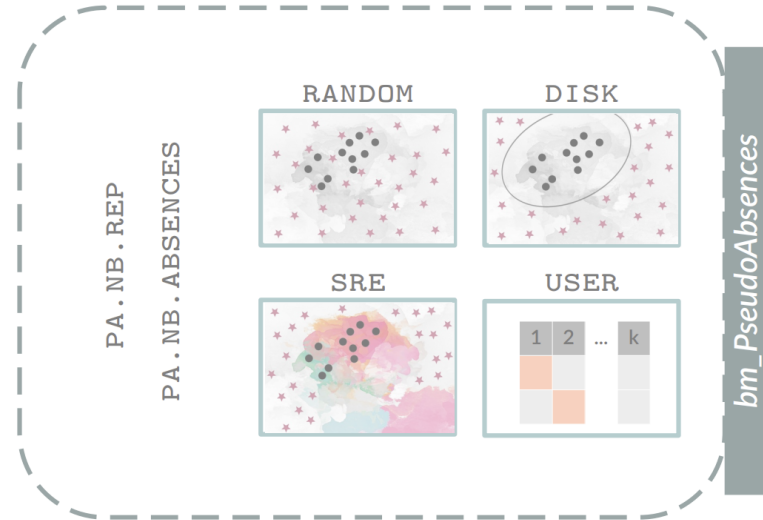 PA.NB.REP
PA.NB.ABSENCES
RANDOM
DISK
SRE
USER
1 2 ... k
bm_PseudoAbsences